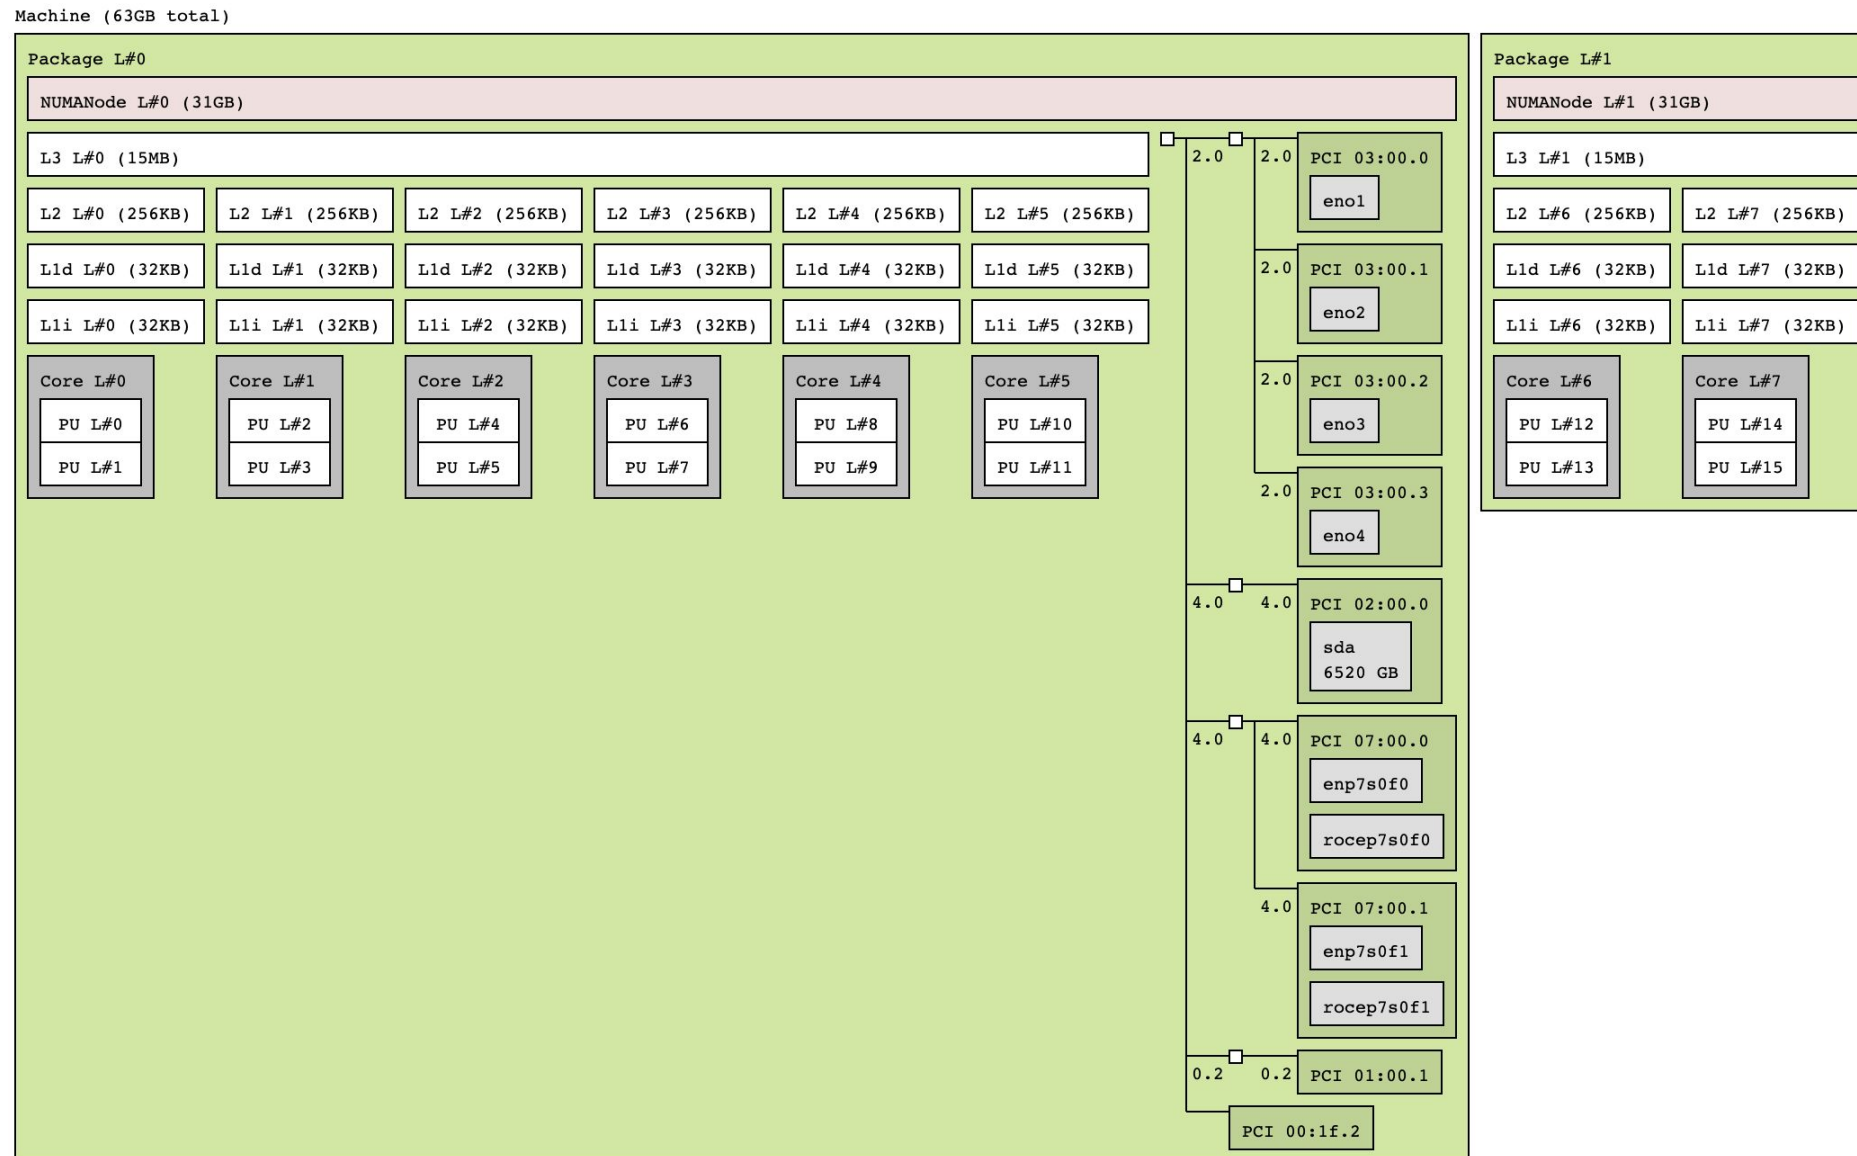 Machine (63GB total)
Package L#0
NUMANode L#0 (31GB)
L3 L#0 (15MB)
L2 L#0 (256KB) L2 L#1 (256KB) L2 L#2 (256KB) L2 L#3 (256KB) L2 L#4 (256KB) L2 L#5 (256KB)
L1d L#0 (32KB) L1d L#1 (32KB) L1d L#2 (32KB) L1d L#3 (32KB) L1d L#4 (32KB) L1d L#5 (32KB)
L1i L#0 (32KB) L1i L#1 (32KB) L1i L#2 (32KB) L1i L#3 (32KB) L1i L#4 (32KB) L1i L#5 (32KB)
Core L#0 Core L#1 Core L#2 Core L#3 Core L#4 Core L#5
PU L#0 PU L#2 PU L#4 PU L#6 PU L#8 PU L#10
PU L#1 PU L#3 PU L#5 PU L#7 PU L#9 PU L#11
2.0 2.0 PCI 03:00.0
eno1
2.0 PCI 03:00.1
eno2
2.0 PCI 03:00.2
eno3
2.0 PCI 03:00.3
eno4
4.0 4.0 PCI 02:00.0
sda
6520 GB
4.0 4.0 PCI 07:00.0
enp7s0f0
rocep7s0f0
4.0 PCI 07:00.1
enp7s0f1
rocep7s0f1
0.2 0.2 PCI 01:00.1
PCI 00:1f.2
Package L#1
NUMANode L#1 (31GB)
L3 L#1 (15MB)
L2 L#6 (256KB) L2 L#7 (256KB)
L1d L#6 (32KB) L1d L#7 (32KB)
L1i L#6 (32KB) L1i L#7 (32KB)
Core L#6 Core L#7
PU L#12 PU L#14
PU L#13 PU L#15